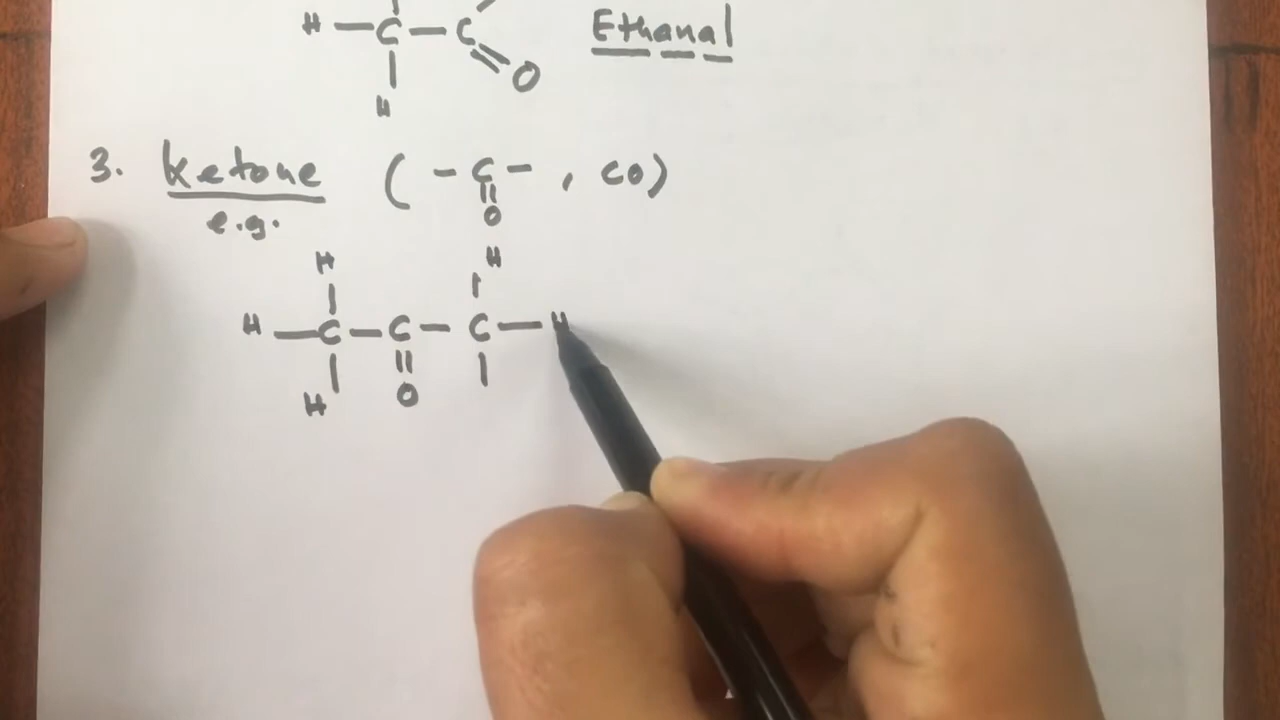 H — C — C Ethanal
O
H
3. Ketone ( - C - , CO)
e.g. O
H H
H — C — C — C — H
O
H